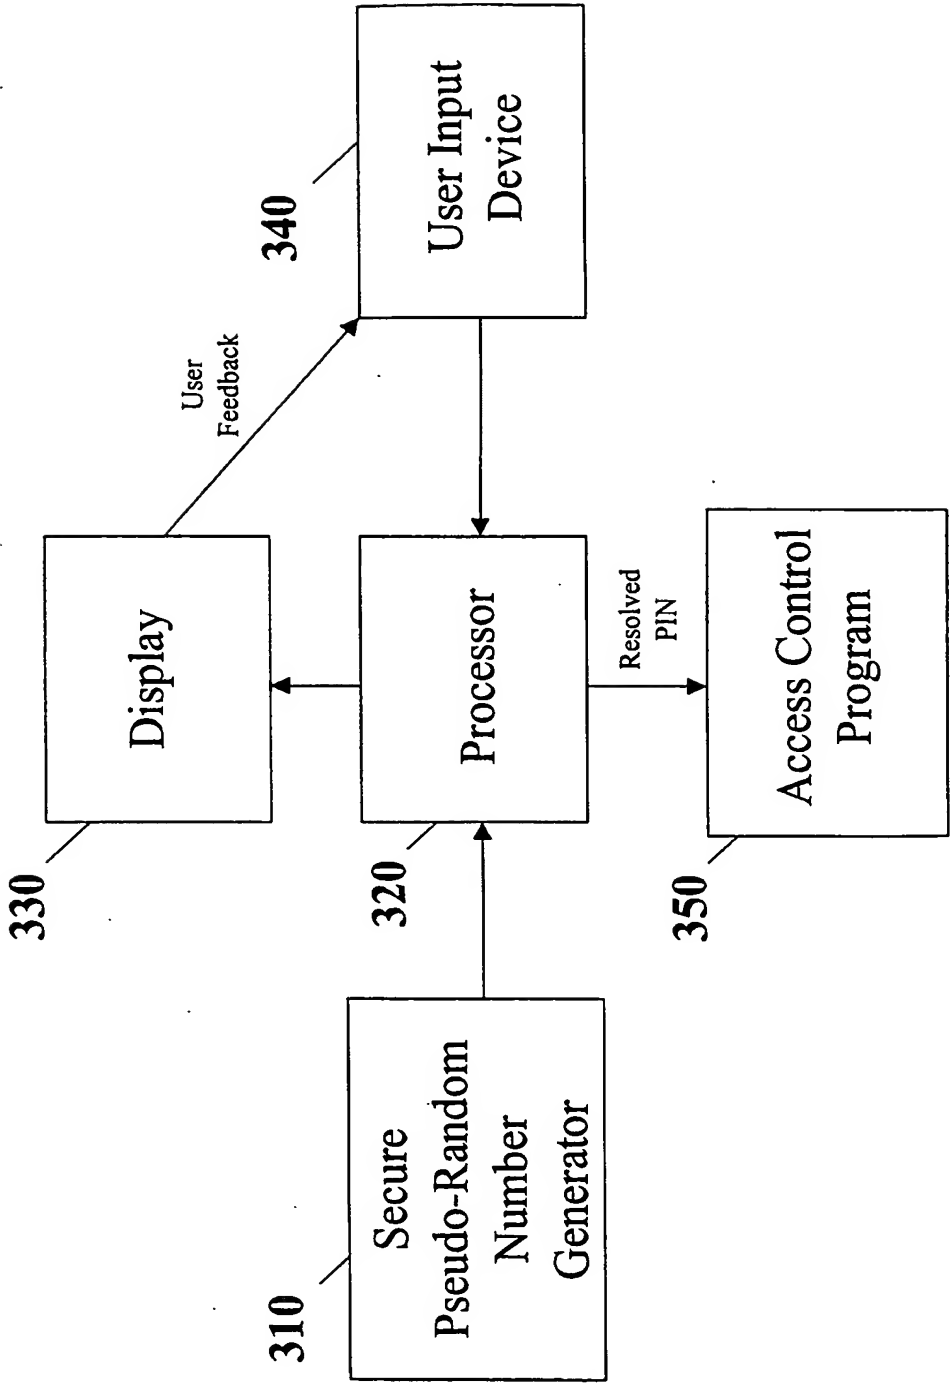 330
Display
User
Feedback
340
User Input
Device
310
Secure
Pseudo-Random
Number
Generator
320
Processor
Resolved
PIN
350
Access Control
Program